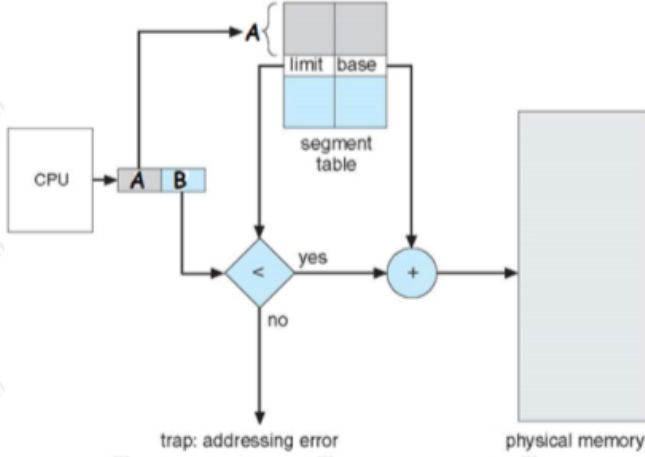 A
limit base
segment
table
CPU
A B
<
yes
+
no
trap: addressing error
physical memory